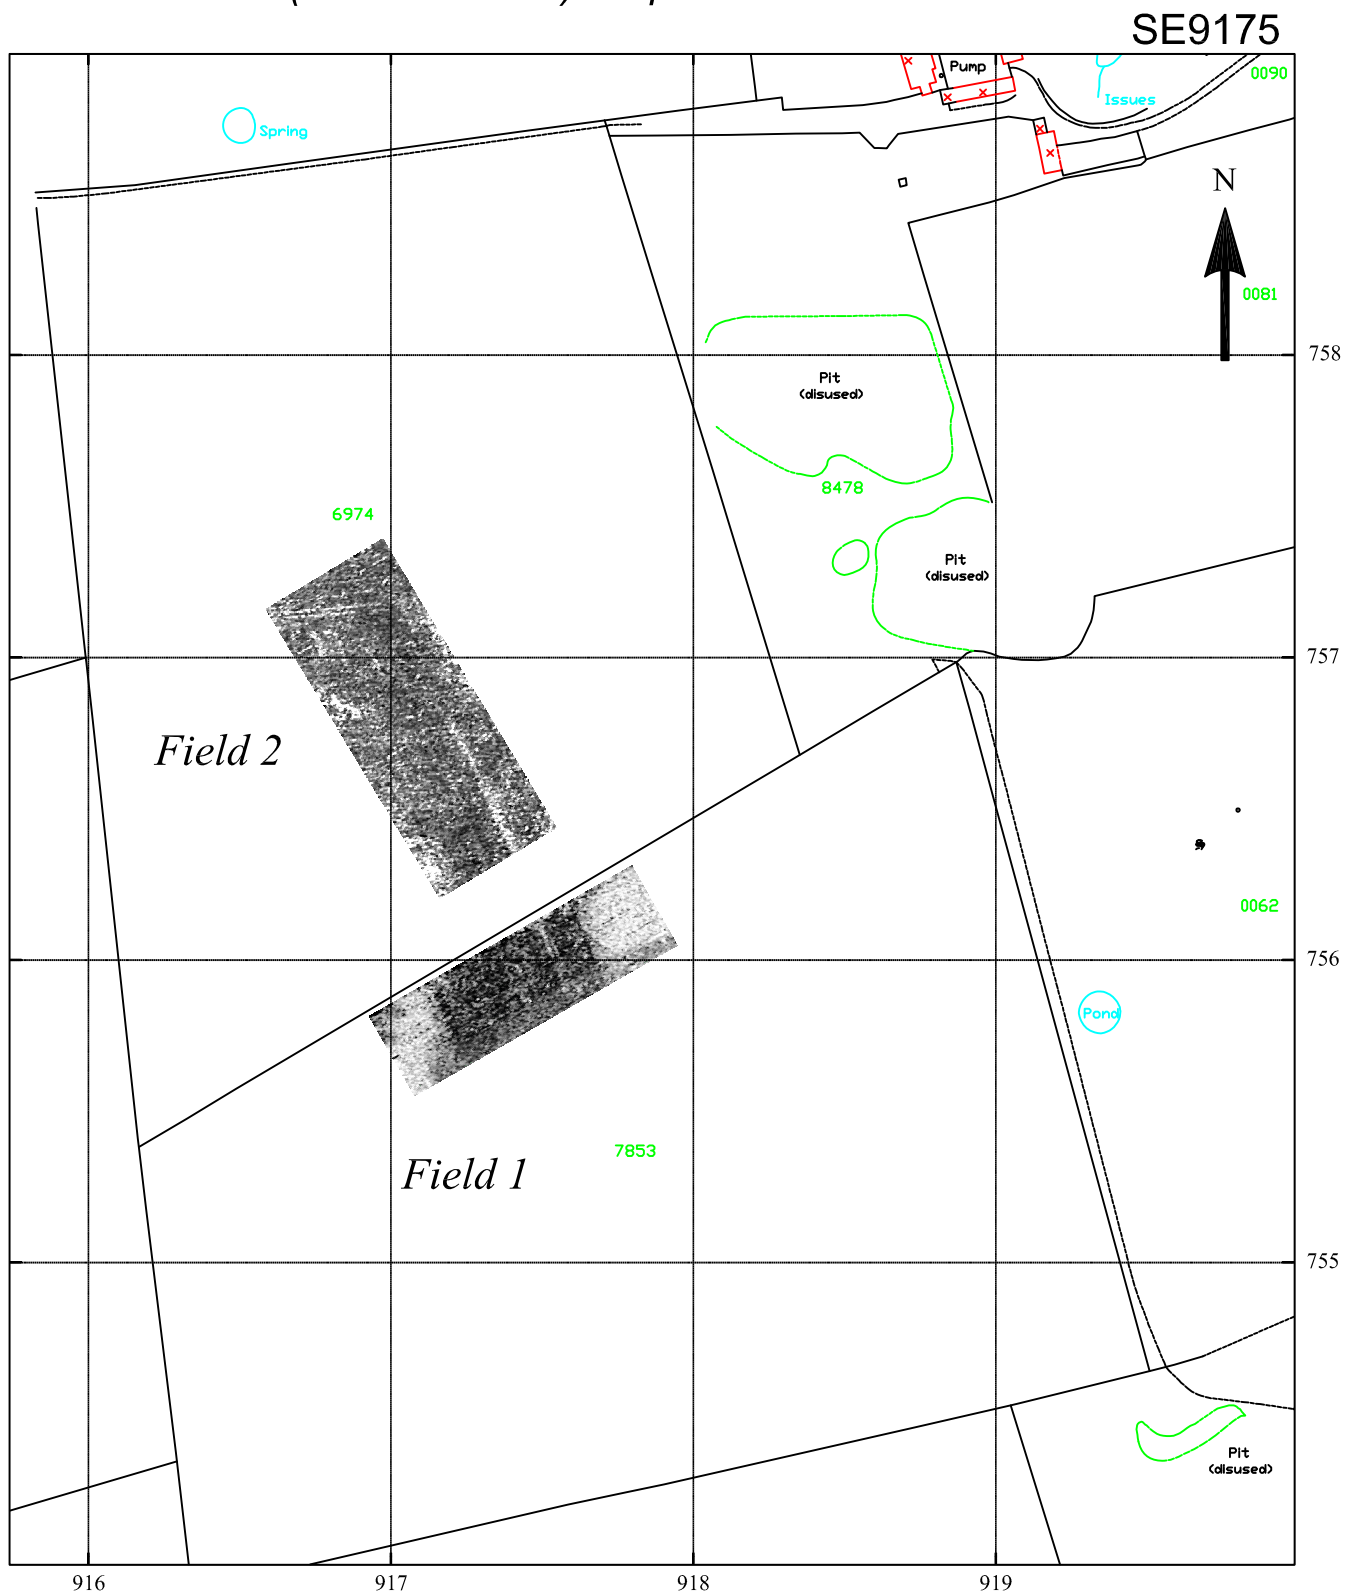 SE9175
Pump
0090
Issues
Spring
N
0081
758
Pit
(disused)
8478
6974
Pit
(disused)
757
Field 2
0062
756
Pond
7853
Field 1
755
Pit
(disused)
916
917
918
919